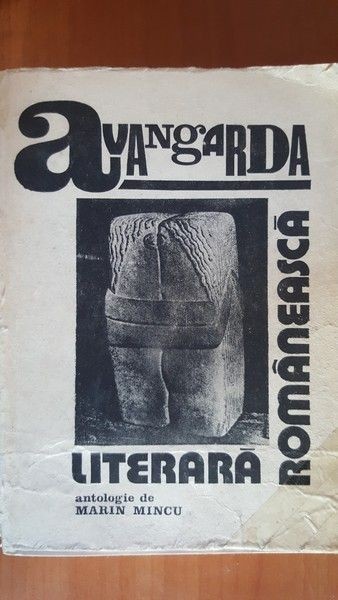 avangarda
LITERARĂ
ROMÂNEASCĂ
antologie de
MARIN MINCU